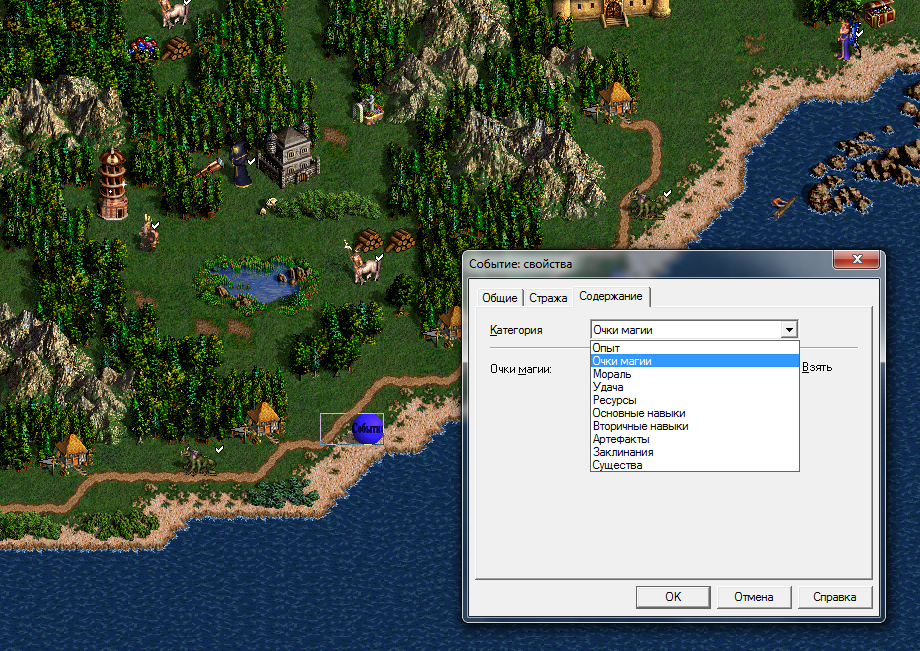 Событие: свойства
Общие
Стража
Содержание
Категория
Очки магии
Опыт
Очки магии
Очки магии:
Взять
Мораль
Удача
Ресурсы
Основные навыки
Вторичные навыки
Артефакты
Заклинания
Существа
Событи
OK
Отмена
Справка